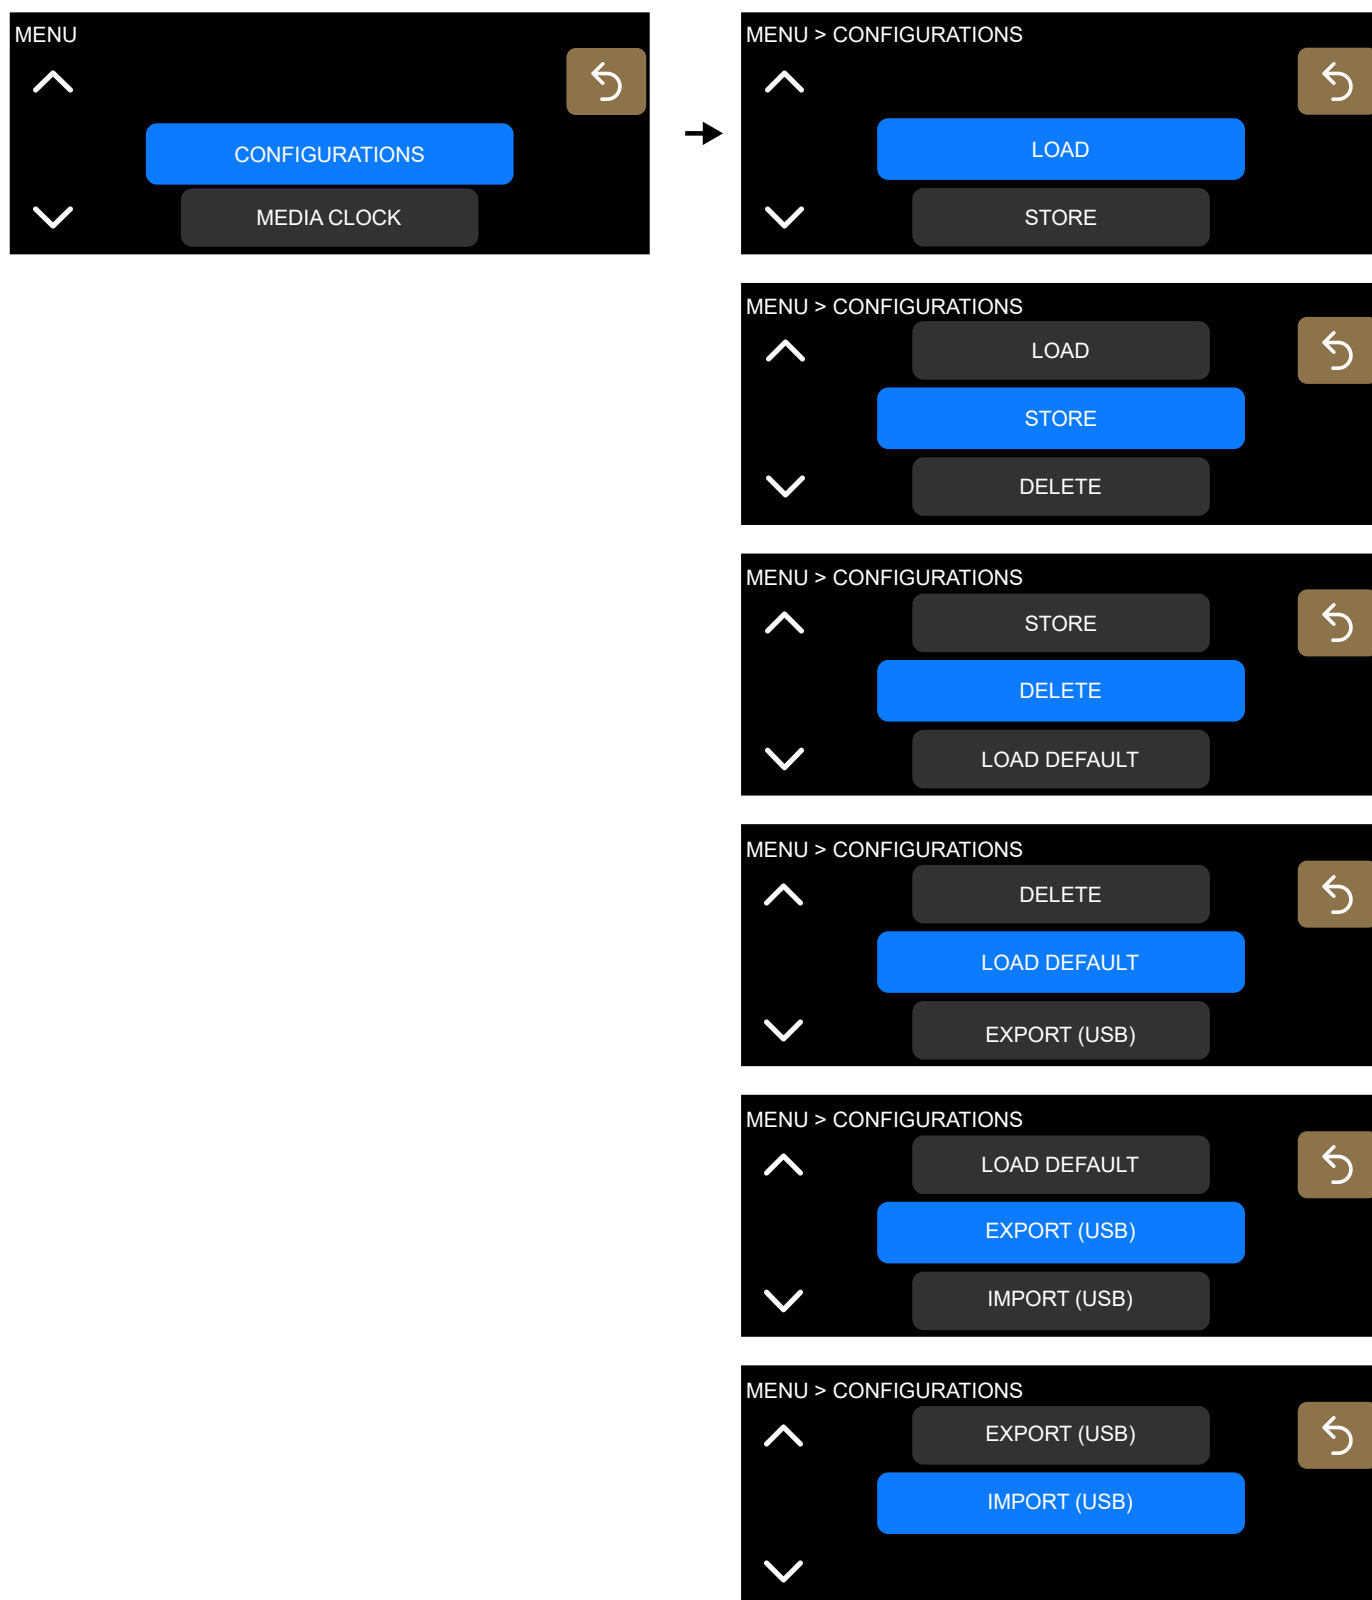 MENU
CONFIGURATIONS
MEDIA CLOCK
MENU > CONFIGURATIONS
LOAD
STORE
MENU > CONFIGURATIONS
LOAD
STORE
DELETE
MENU > CONFIGURATIONS
STORE
DELETE
LOAD DEFAULT
MENU > CONFIGURATIONS
DELETE
LOAD DEFAULT
EXPORT (USB)
MENU > CONFIGURATIONS
LOAD DEFAULT
EXPORT (USB)
IMPORT (USB)
MENU > CONFIGURATIONS
EXPORT (USB)
IMPORT (USB)